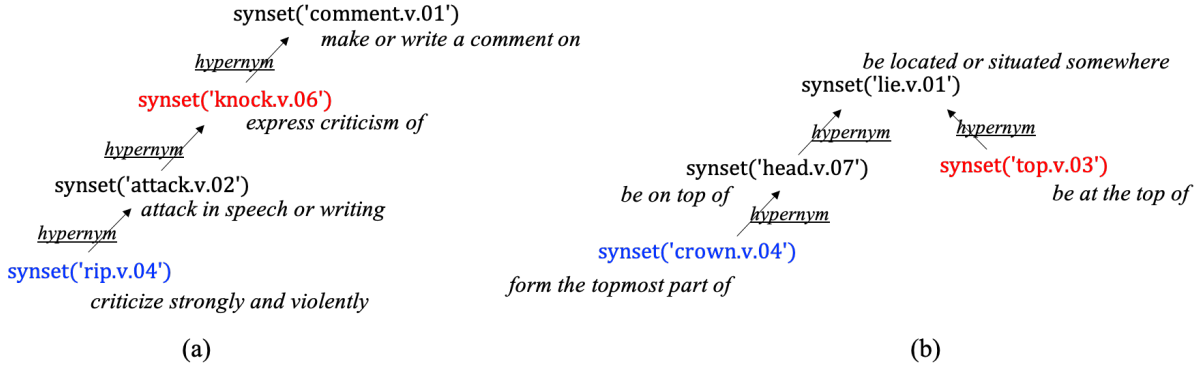 synset('comment.v.01')
make or write a comment on
hypernym
synset('knock.v.06')
express criticism of
hypernym
synset('attack.v.02')
attack in speech or writing
hypernym
synset('rip.v.04')
criticize strongly and violently
(a)
be located or situated somewhere
synset('lie.v.01')
hypernym
hypernym
synset('head.v.07')
synset('top.v.03')
be on top of
be at the top of
hypernym
synset('crown.v.04')
form the topmost part of
(b)